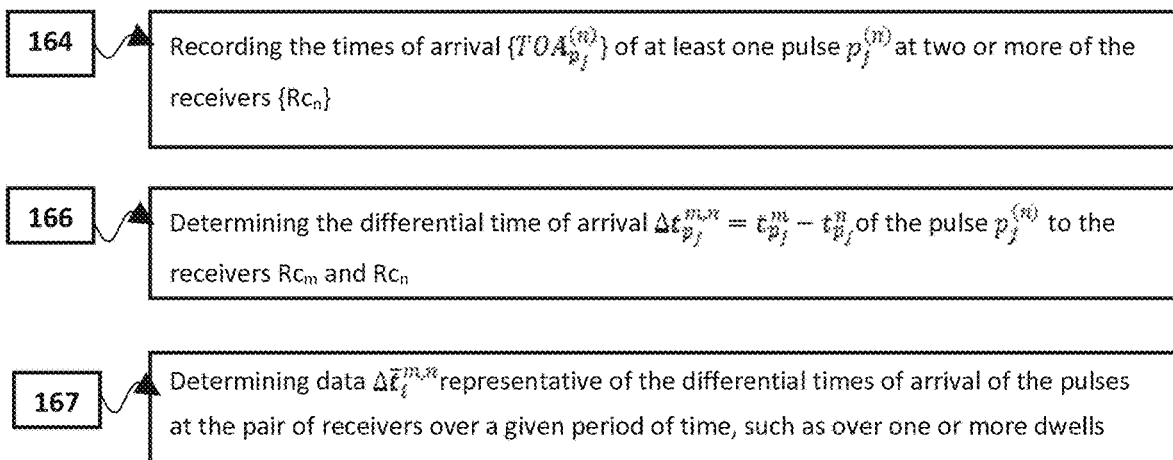 164
Recording the times of arrival {TOA_{p_j}^{(n)}} of at least one pulse p_j^{(n)} at two or more of the
receivers {Rc_n}
166
Determining the differential time of arrival Δt_{p_j}^{m,n} = t_{p_j}^m − t_{p_j}^n of the pulse p_j^{(n)} to the
receivers Rc_m and Rc_n
167
Determining data Δt̄_i^{m,n} representative of the differential times of arrival of the pulses
at the pair of receivers over a given period of time, such as over one or more dwells